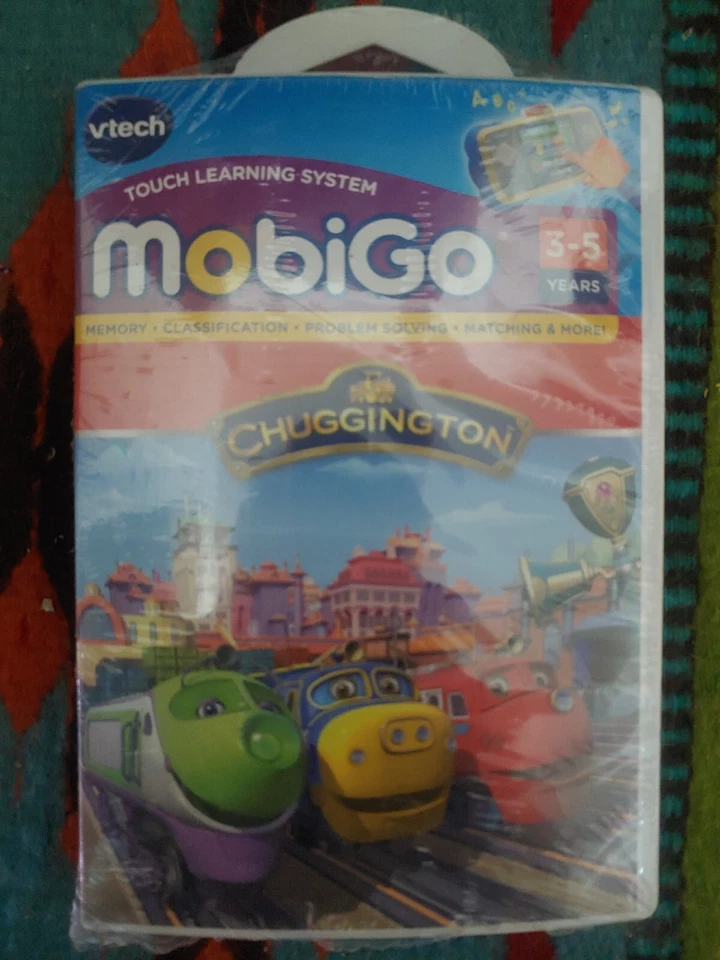 vtech
TOUCH LEARNING SYSTEM
MobiGo
3-5
YEARS
MEMORY • CLASSIFICATION • PROBLEM SOLVING • MATCHING & MORE!
CHUGGINGTON